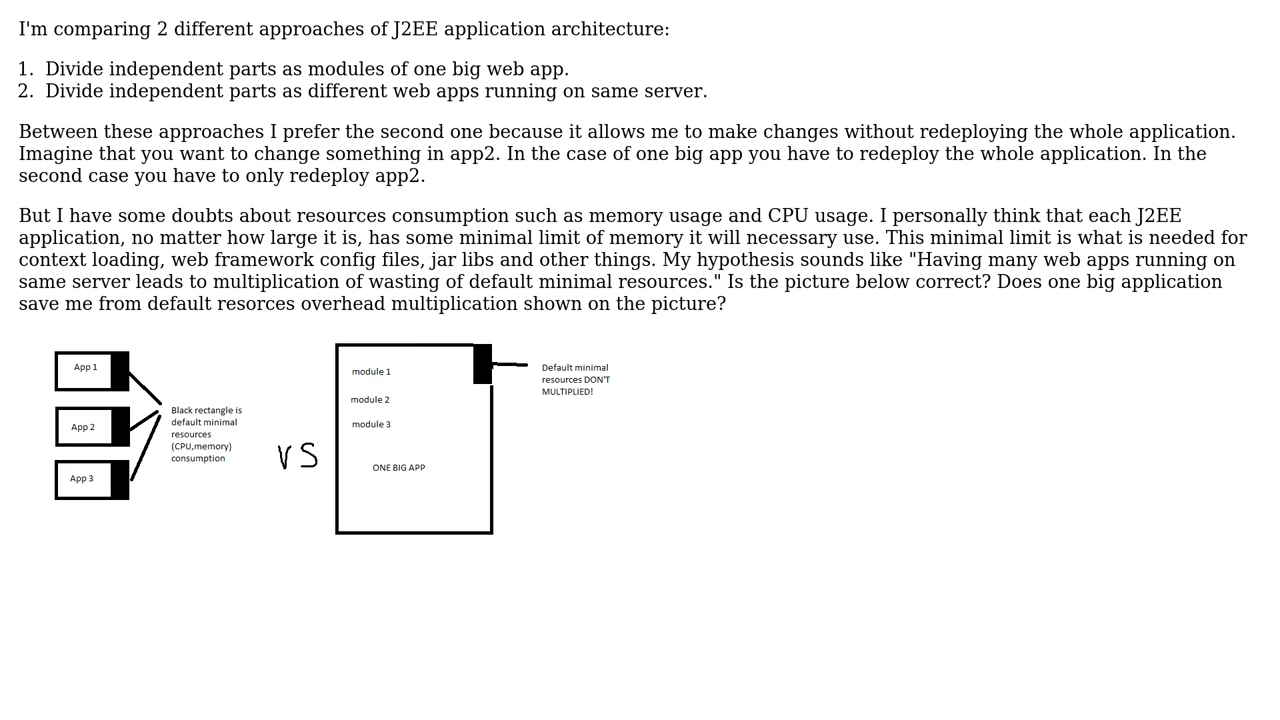 I'm comparing 2 different approaches of J2EE application architecture:
1. Divide independent parts as modules of one big web app.
2. Divide independent parts as different web apps running on same server.
Between these approaches I prefer the second one because it allows me to make changes without redeploying the whole application.
Imagine that you want to change something in app2. In the case of one big app you have to redeploy the whole application. In the
second case you have to only redeploy app2.
But I have some doubts about resources consumption such as memory usage and CPU usage. I personally think that each J2EE
application, no matter how large it is, has some minimal limit of memory it will necessary use. This minimal limit is what is needed for
context loading, web framework config files, jar libs and other things. My hypothesis sounds like "Having many web apps running on
same server leads to multiplication of wasting of default minimal resources." Is the picture below correct? Does one big application
save me from default resorces overhead multiplication shown on the picture?
App 1
App 2
App 3
Black rectangle is
default minimal
resources
(CPU,memory)
consumption
VS
module 1
module 2
module 3
ONE BIG APP
Default minimal
resources DON'T
MULTIPLIED!